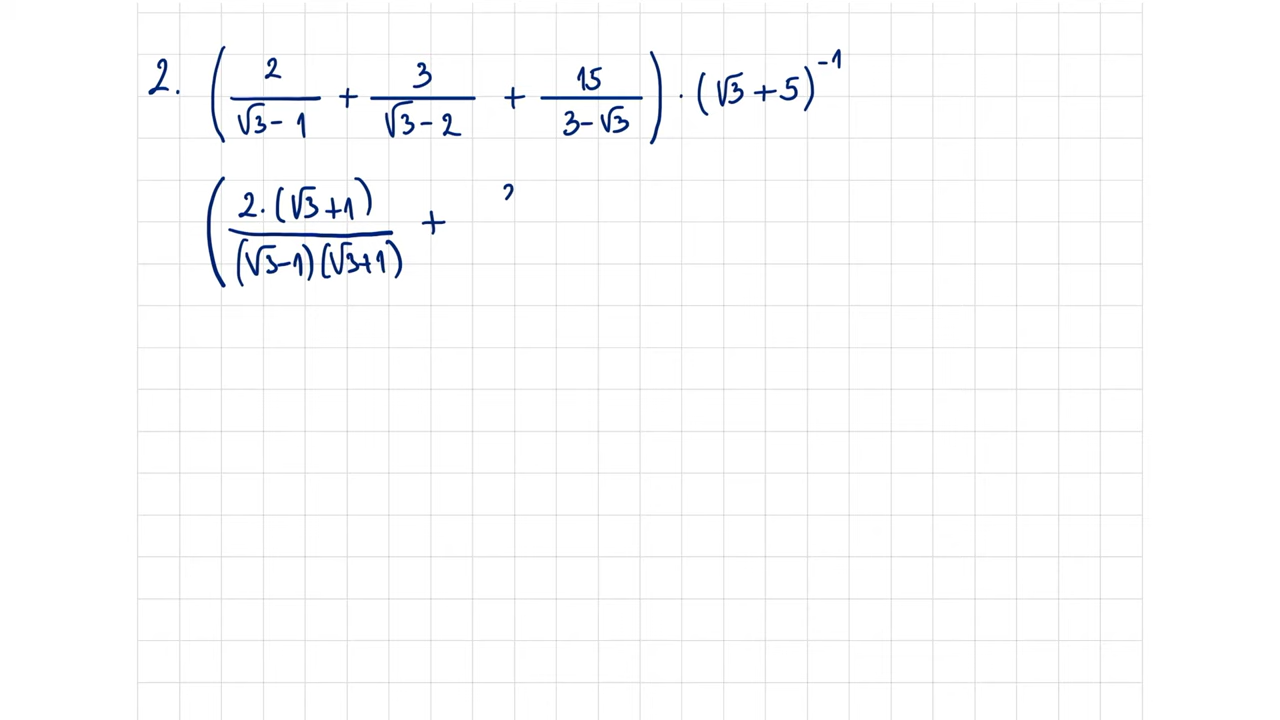 2. (2/(√3-1) + 3/(√3-2) + 15/(3-√3)) · (√3+5)^-1
(2·(√3+1)/((√3-1)(√3+1)) +